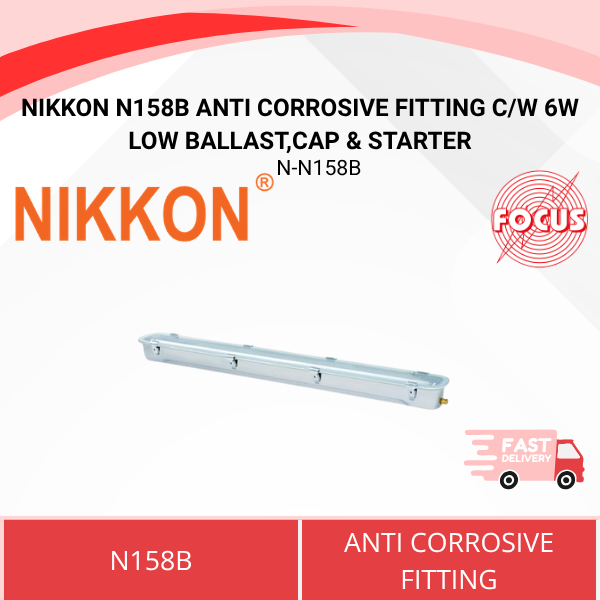 NIKKON N158B ANTI CORROSIVE FITTING C/W 6W
LOW BALLAST,CAP & STARTER
N-N158B
NIKKON®
FOCUS
FAST
DELIVERY
N158B
ANTI CORROSIVE
FITTING